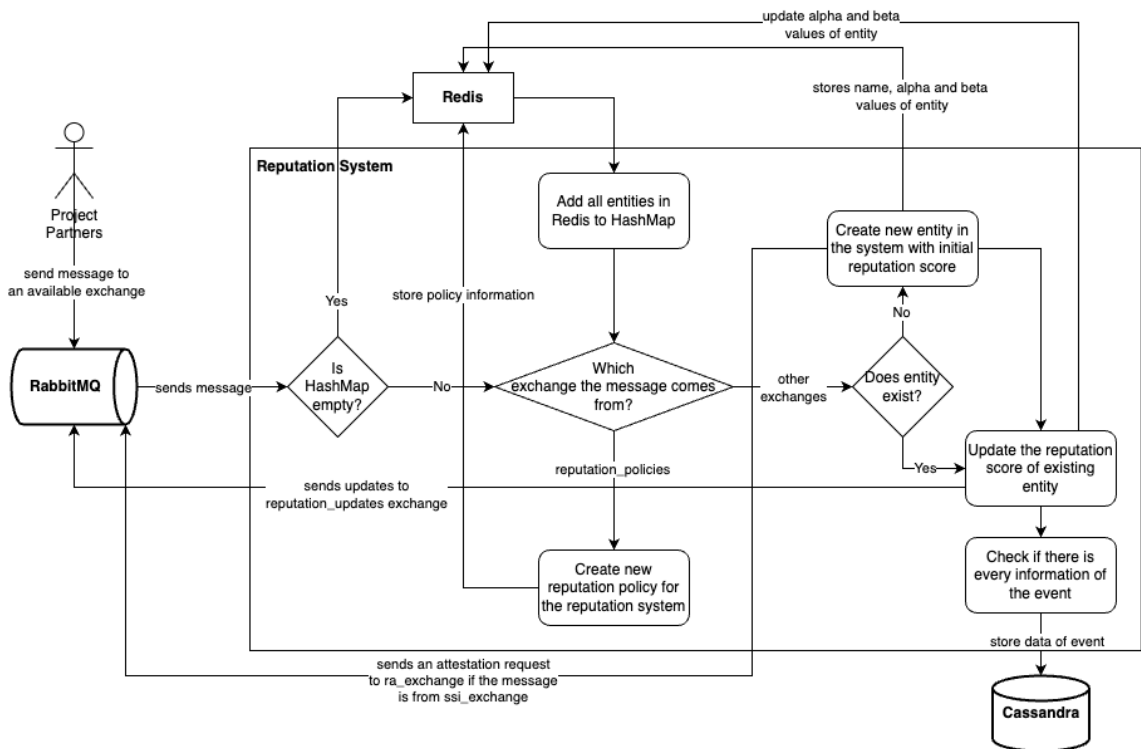 update alpha and beta
values of entity
Redis
stores name, alpha and beta
values of entity
Reputation System
Project
Partners
Add all entities in
Redis to HashMap
Create new entity in
the system with initial
reputation score
send message to
an available exchange
Yes
store policy information
No
RabbitMQ
sends message
Is
HashMap
empty?
No
Which
exchange the message comes
from?
other
exchanges
Does entity
exist?
Yes
Update the reputation
score of existing
entity
reputation_policies
sends updates to
reputation_updates exchange
Create new
reputation policy for
the reputation system
Check if there is
every information of
the event
store data of event
sends an attestation request
to ra_exchange if the message
is from ssi_exchange
Cassandra